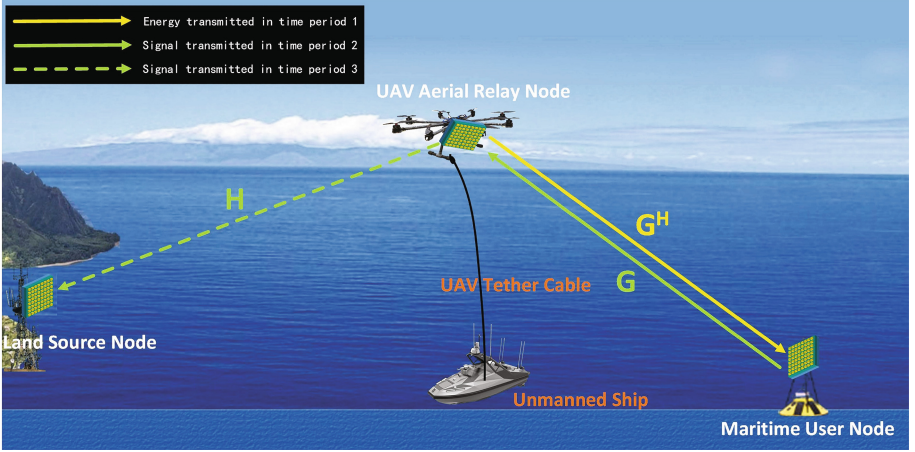 Energy transmitted in time period 1
Signal transmitted in time period 2
Signal transmitted in time period 3
UAV Aerial Relay Node
H
G^H
UAV Tether Cable
G
Land Source Node
Unmanned Ship
Maritime User Node